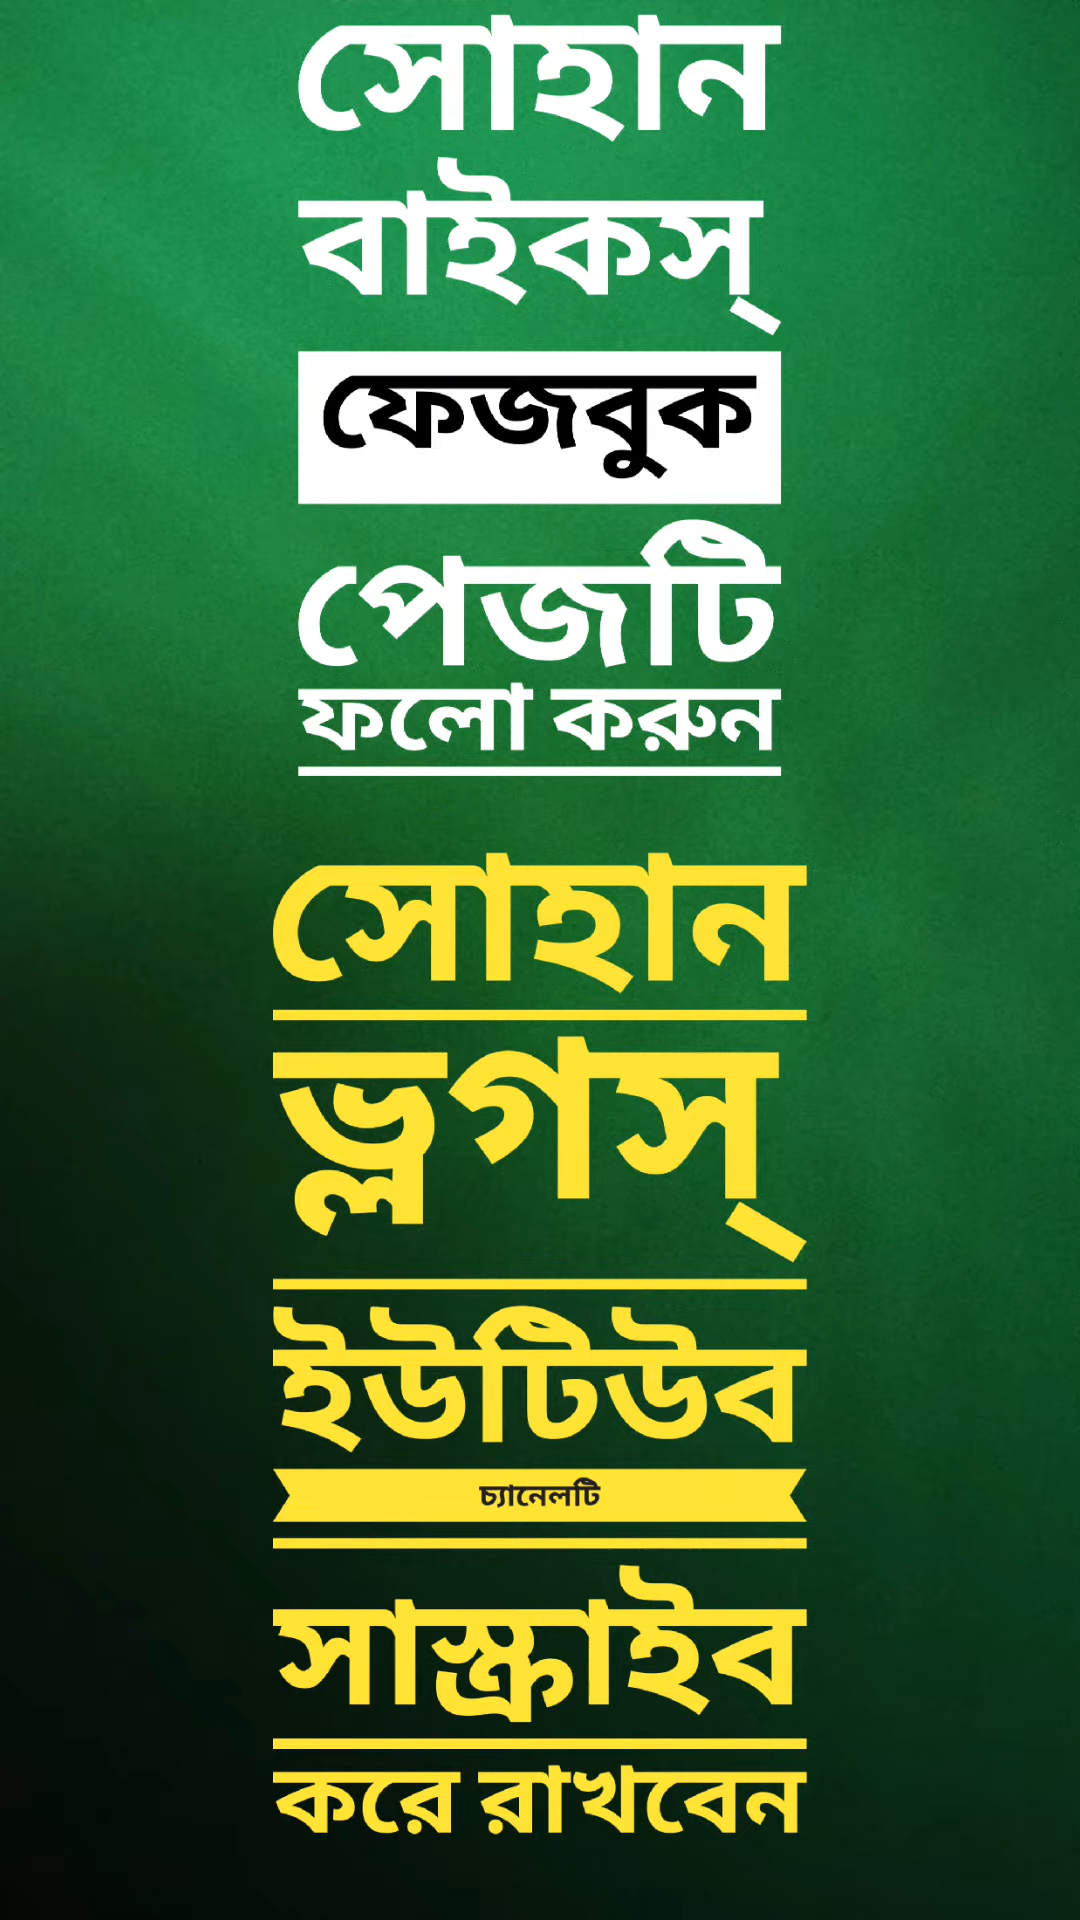 সোহান
বাইকস্
ফেজবুক
পেজটি
ফলো করুন
সোহান
ভ্লগস্
ইউটিউব
চ্যানেলটি
সাস্ক্রাইব
করে রাখবেন